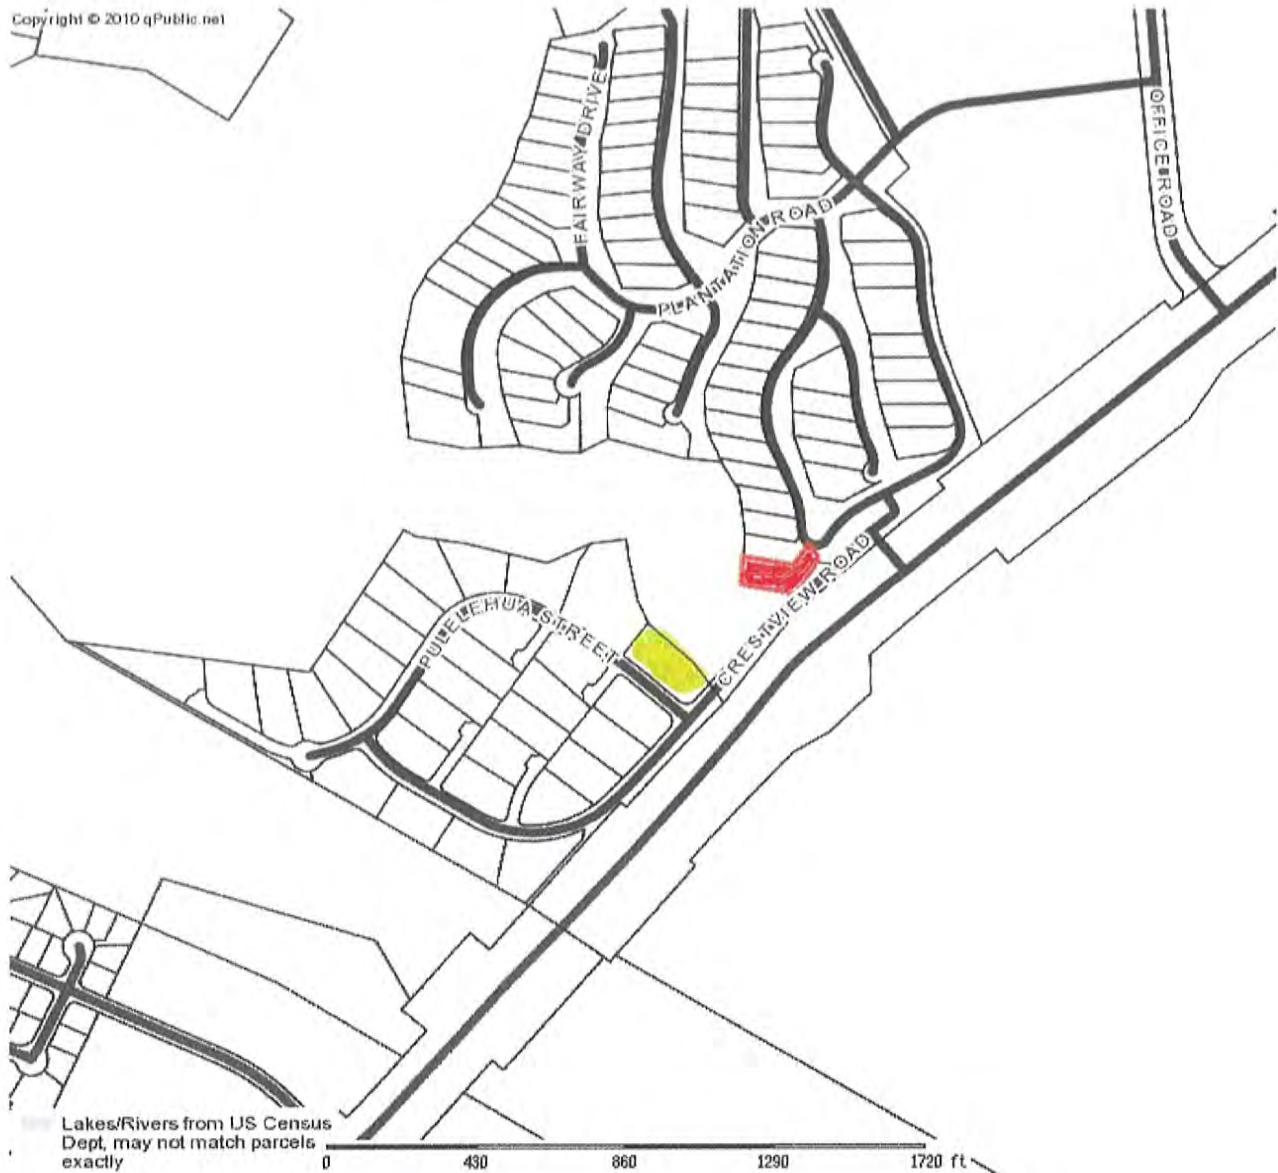 Copyright © 2010 qPublic.net
FAIRWAY DRIVE
OFFICE ROAD
PLANTATION ROAD
PULELEHUA STREET
CRESTVIEW ROAD
Lakes/Rivers from US Census
Dept, may not match parcels
exactly
0 430 860 1290 1720 ft